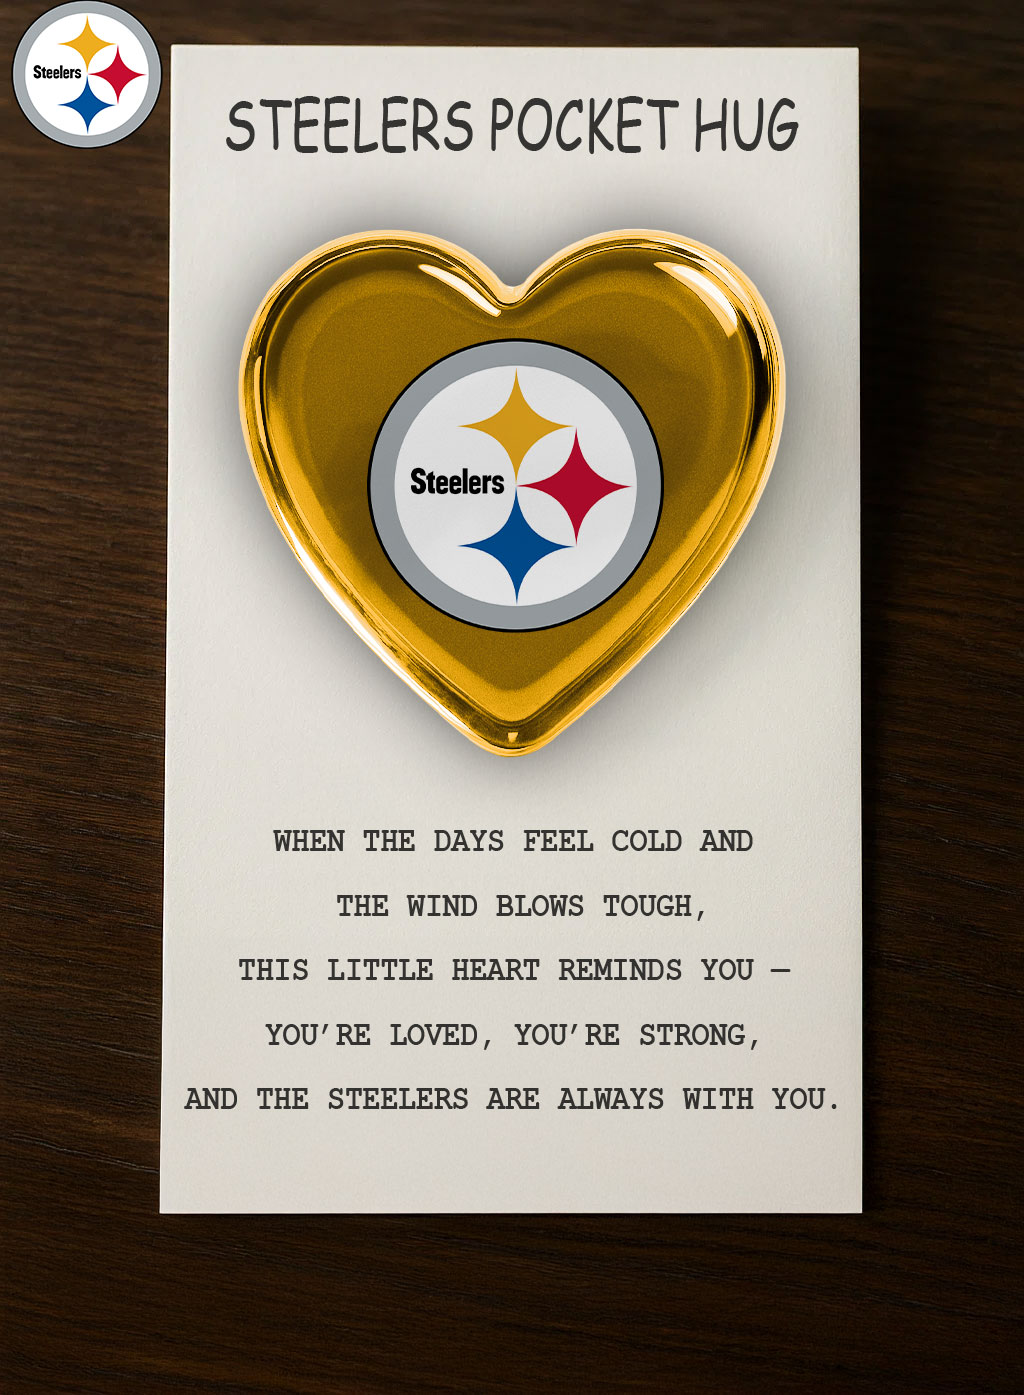 Steelers
STEELERS POCKET HUG
Steelers
WHEN THE DAYS FEEL COLD AND
THE WIND BLOWS TOUGH,
THIS LITTLE HEART REMINDS YOU —
YOU’RE LOVED, YOU’RE STRONG,
AND THE STEELERS ARE ALWAYS WITH YOU.